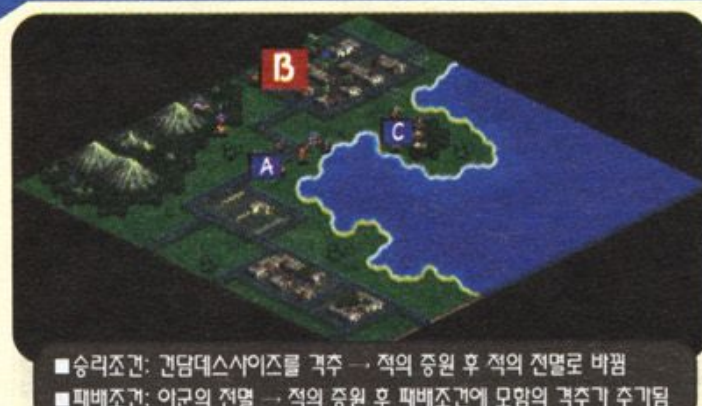 B
C
A
■승리조건: 건담데스사이즈를 격추 → 적의 증원 후 적의 전멸로 바뀜
■패배조건: 아군의 전멸 → 적의 증원 후 패배조건에 모함의 격추가 추가됨